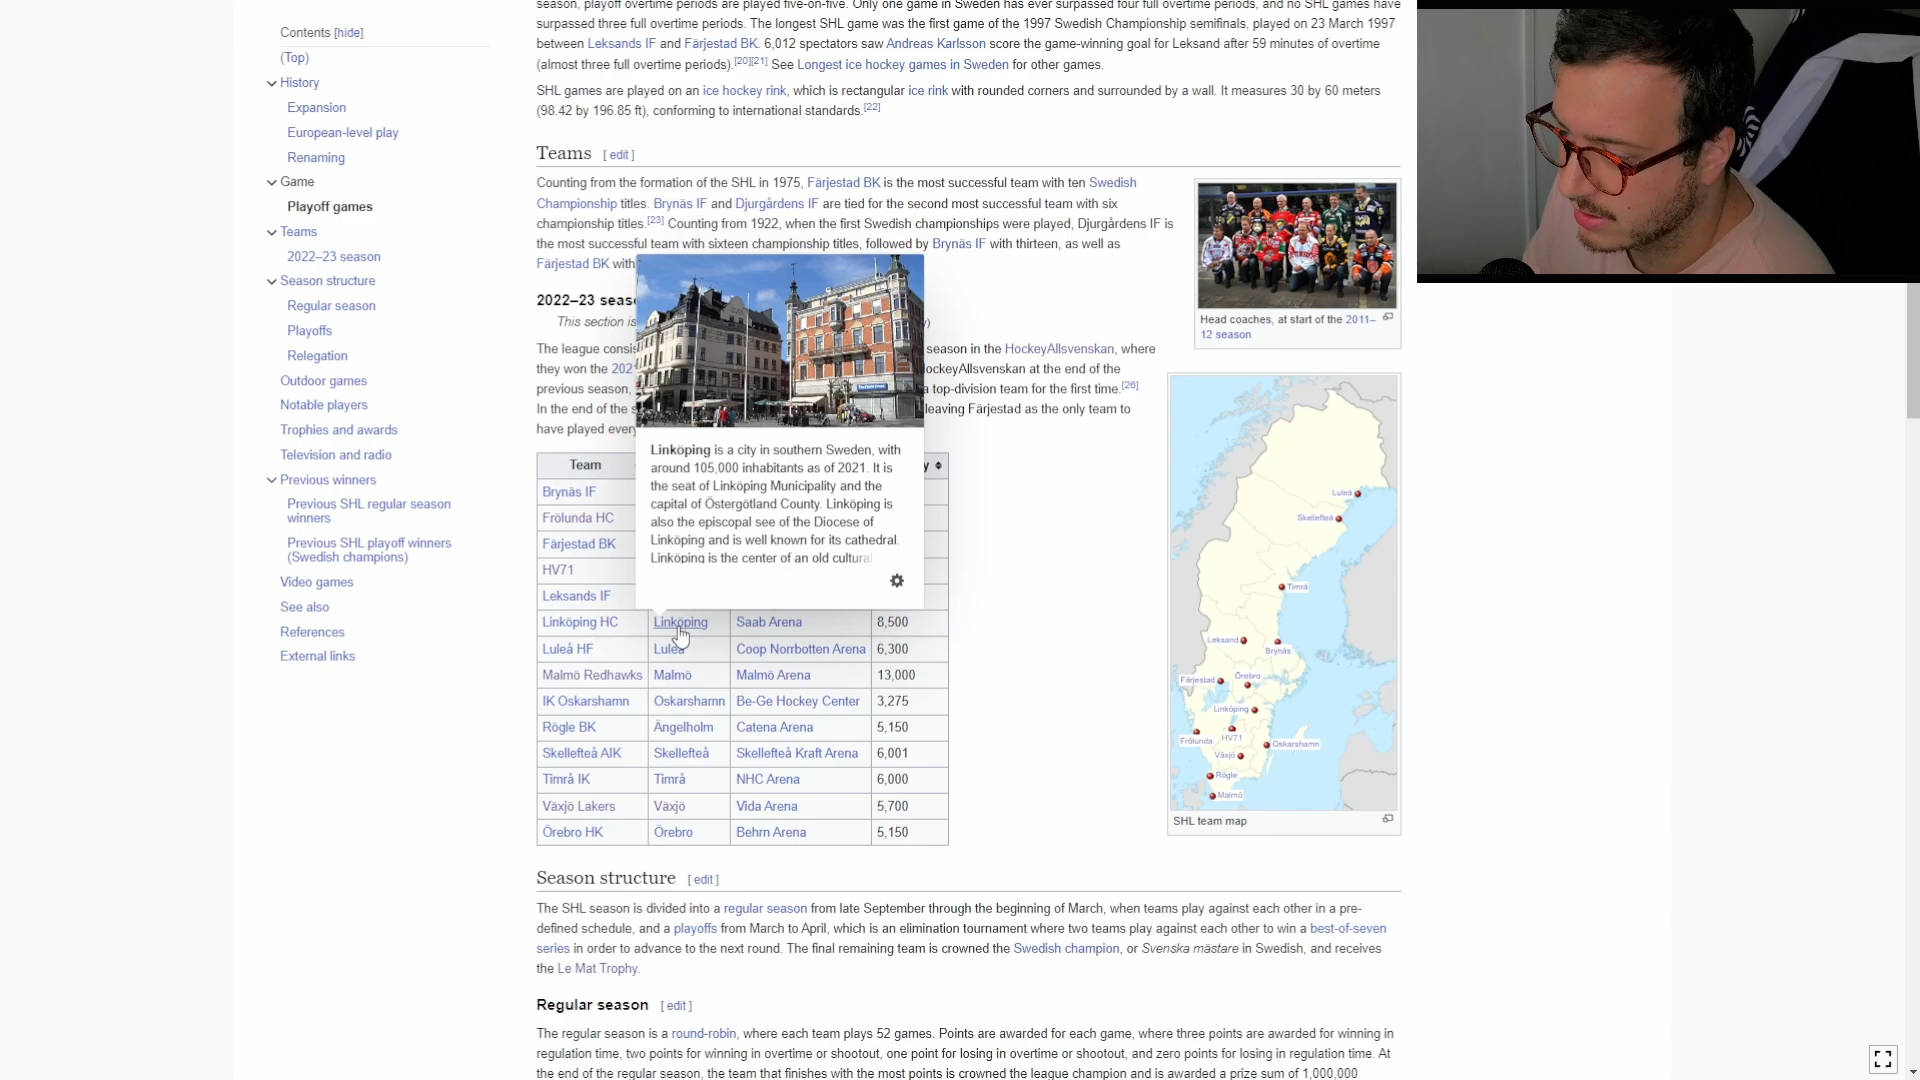 Contents [hide]
(Top)
History
Expansion
European-level play
Renaming
Game
Playoff games
Teams
2022–23 season
Season structure
Regular season
Playoffs
Relegation
Outdoor games
Notable players
Trophies and awards
Television and radio
Previous winners
Previous SHL regular season
winners
Previous SHL playoff winners
(Swedish champions)
Video games
See also
References
External links
season, playoff overtime periods are played five-on-five. Only one game in Sweden has ever surpassed four full overtime periods, and no SHL games have
surpassed three full overtime periods. The longest SHL game was the first game of the 1997 Swedish Championship semifinals, played on 23 March 1997
between Leksands IF and Färjestad BK. 6,012 spectators saw Andreas Karlsson score the game-winning goal for Leksand after 59 minutes of overtime
(almost three full overtime periods).[20][21] See Longest ice hockey games in Sweden for other games.
SHL games are played on an ice hockey rink, which is rectangular ice rink with rounded corners and surrounded by a wall. It measures 30 by 60 meters
(98.42 by 196.85 ft), conforming to international standards.[22]
Teams [ edit ]
Counting from the formation of the SHL in 1975, Färjestad BK is the most successful team with ten Swedish
Championship titles. Brynäs IF and Djurgårdens IF are tied for the second most successful team with six
championship titles.[23] Counting from 1922, when the first Swedish championships were played, Djurgårdens IF is
the most successful team with sixteen championship titles, followed by Brynäs IF with thirteen, as well as
Färjestad BK with
2022–23 seas
This section is
The league consis season in the HockeyAllsvenskan, where
they won the 202 HockeyAllsvenskan at the end of the
previous season, a top-division team for the first time.[26]
In the end of the s leaving Färjestad as the only team to
have played every
Linköping is a city in southern Sweden, with
around 105,000 inhabitants as of 2021. It is
the seat of Linköping Municipality and the
capital of Östergötland County. Linköping is
also the episcopal see of the Diocese of
Linköping and is well known for its cathedral.
Linköping is the center of an old cultural
Team y
Brynäs IF
Frölunda HC
Färjestad BK
HV71
Leksands IF
Linköping HC Linköping Saab Arena 8,500
Luleå HF Luleå Coop Norrbotten Arena 6,300
Malmö Redhawks Malmö Malmö Arena 13,000
IK Oskarshamn Oskarshamn Be-Ge Hockey Center 3,275
Rögle BK Ängelholm Catena Arena 5,150
Skellefteå AIK Skellefteå Skellefteå Kraft Arena 6,001
Timrå IK Timrå NHC Arena 6,000
Växjö Lakers Växjö Vida Arena 5,700
Örebro HK Örebro Behrn Arena 5,150
Head coaches, at start of the 2011–
12 season
Luleå
Skellefteå
Timrå
Leksand
Brynäs
Färjestad
Örebro
Linköping
Frölunda
HV71
Oskarshamn
Växjö
Rögle
Malmö
SHL team map
Season structure [ edit ]
The SHL season is divided into a regular season from late September through the beginning of March, when teams play against each other in a pre-
defined schedule, and a playoffs from March to April, which is an elimination tournament where two teams play against each other to win a best-of-seven
series in order to advance to the next round. The final remaining team is crowned the Swedish champion, or Svenska mästare in Swedish, and receives
the Le Mat Trophy.
Regular season [ edit ]
The regular season is a round-robin, where each team plays 52 games. Points are awarded for each game, where three points are awarded for winning in
regulation time, two points for winning in overtime or shootout, one point for losing in overtime or shootout, and zero points for losing in regulation time. At
the end of the regular season, the team that finishes with the most points is crowned the league champion and is awarded a prize sum of 1,000,000